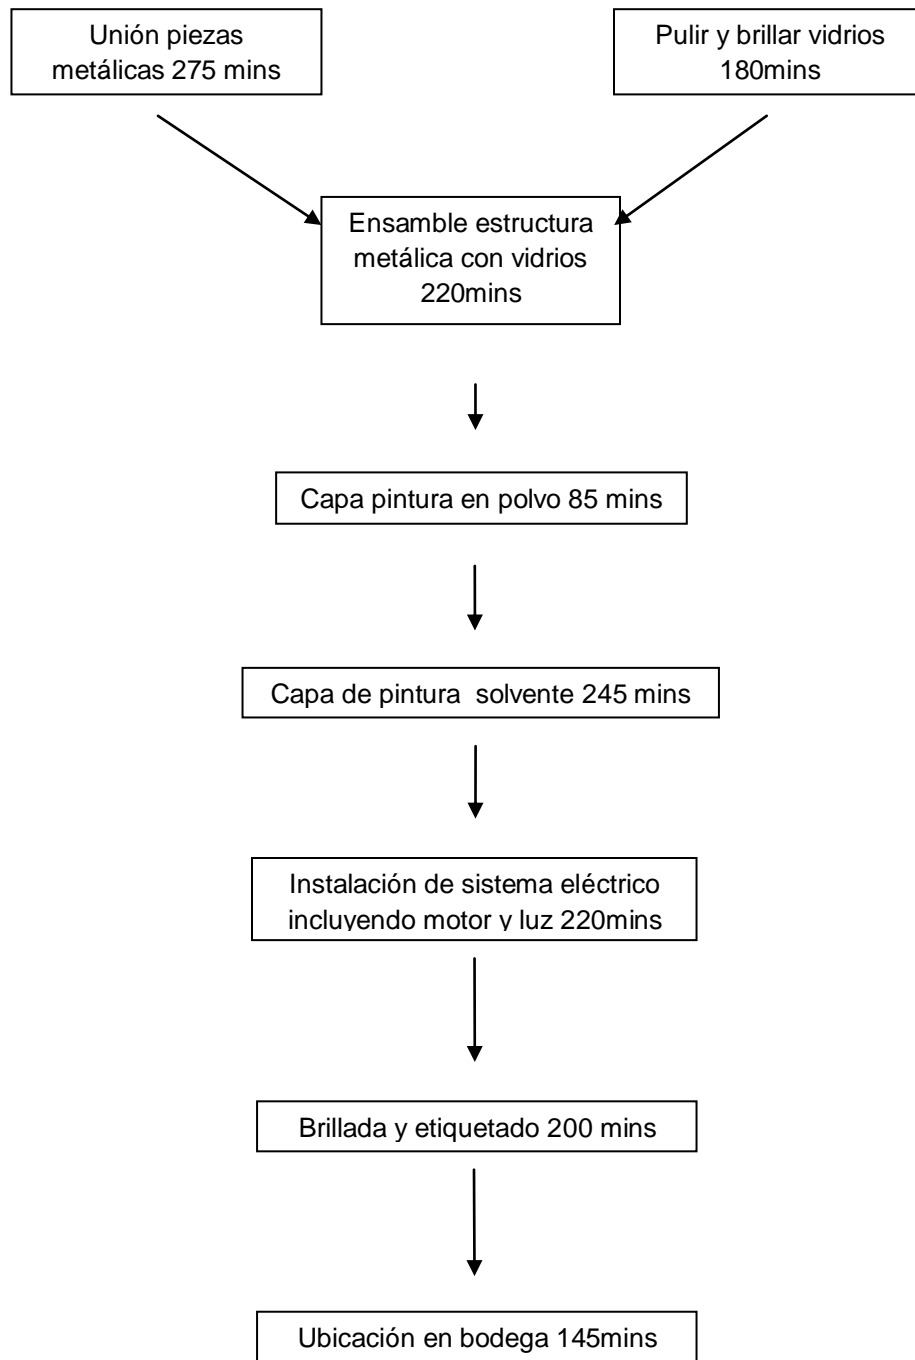 Unión piezas
metálicas 275 mins
Pulir y brillar vidrios
180mins
Ensamble estructura
metálica con vidrios
220mins
Capa pintura en polvo 85 mins
Capa de pintura  solvente 245 mins
Instalación de sistema eléctrico
incluyendo motor y luz 220mins
Brillada y etiquetado 200 mins
Ubicación en bodega 145mins